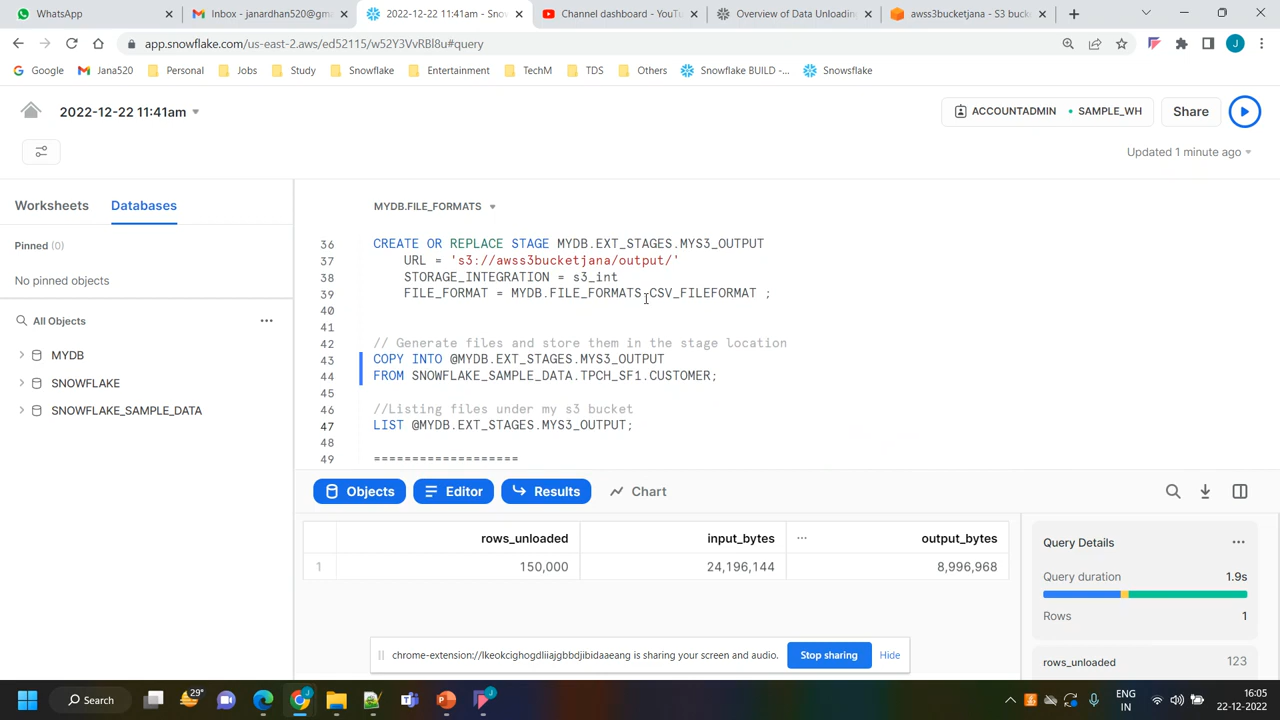 WhatsApp
Inbox - janardhan520@gma
2022-12-22 11:41am - Snow
Channel dashboard - YouTub
Overview of Data Unloading
awss3bucketjana - S3 buck
app.snowflake.com/us-east-2.aws/ed52115/w52Y3VvRBl8u#query
J
Google
Jana520
Personal
Jobs
Study
Snowflake
Entertainment
TechM
TDS
Others
Snowflake BUILD -...
Snowsflake
2022-12-22 11:41am
ACCOUNTADMIN
SAMPLE_WH
Share
Updated 1 minute ago
Worksheets
Databases
Pinned (0)
No pinned objects
All Objects
MYDB
SNOWFLAKE
SNOWFLAKE_SAMPLE_DATA
MYDB.FILE_FORMATS
36 CREATE OR REPLACE STAGE MYDB.EXT_STAGES.MYS3_OUTPUT
37 URL = 's3://awss3bucketjana/output/'
38 STORAGE_INTEGRATION = s3_int
39 FILE_FORMAT = MYDB.FILE_FORMATS.CSV_FILEFORMAT ;
40
41
42 // Generate files and store them in the stage location
43 COPY INTO @MYDB.EXT_STAGES.MYS3_OUTPUT
44 FROM SNOWFLAKE_SAMPLE_DATA.TPCH_SF1.CUSTOMER;
45
46 //Listing files under my s3 bucket
47 LIST @MYDB.EXT_STAGES.MYS3_OUTPUT;
48
49 ===================
Objects
Editor
Results
Chart
rows_unloaded
input_bytes
...
output_bytes
1
150,000
24,196,144
8,996,968
Query Details
...
Query duration
1.9s
Rows
1
rows_unloaded
123
chrome-extension://lkeokcighogdliiajgbbdjibidaaeang is sharing your screen and audio.
Stop sharing
Hide
Search
29°
ENG
IN
16:05
22-12-2022